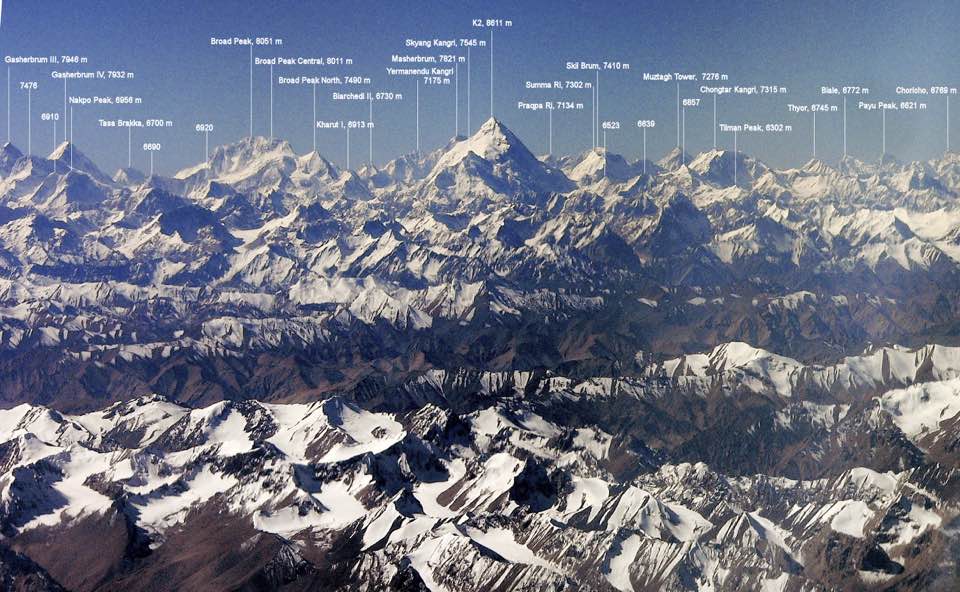 K2, 8611 m
Broad Peak, 8051 m
Skyang Kangri, 7545 m
Gasherbrum III, 7946 m
Broad Peak Central, 8011 m
Masherbrum, 7821 m
Skil Brum, 7410 m
Gasherbrum IV, 7932 m
Yermanendu Kangri
7175 m
Muztagh Tower, 7276 m
7476
Broad Peak North, 7490 m
Summa Ri, 7302 m
Chongtar Kangri, 7315 m
Biale, 6772 m
Choricho, 6769 m
Nakpo Peak, 6956 m
Biarchedi II, 6730 m
Praqpa Ri, 7134 m
6857
Thyor, 6745 m
Payu Peak, 6621 m
6910
Tasa Brakka, 6700 m
6920
Kharut I, 6913 m
6523
6639
Tilman Peak, 6302 m
6690